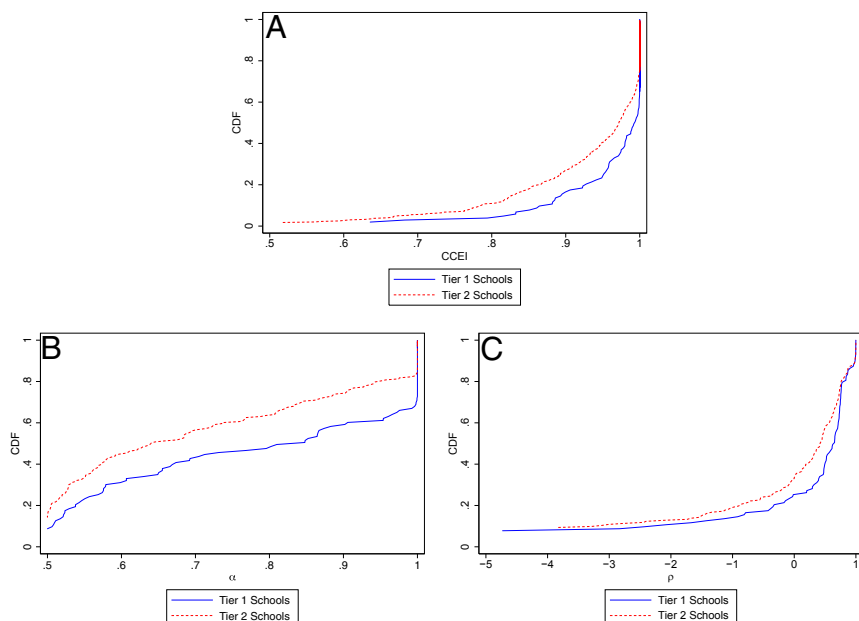 A
CDF
1
.8
.6
.4
.2
0
.5 .6 .7 .8 .9 1
CCEI
Tier 1 Schools
Tier 2 Schools
B
CDF
1
.8
.6
.4
.2
0
.5 .6 .7 .8 .9 1
α
Tier 1 Schools
Tier 2 Schools
C
CDF
1
.8
.6
.4
.2
0
−5 −4 −3 −2 −1 0 1
ρ
Tier 1 Schools
Tier 2 Schools